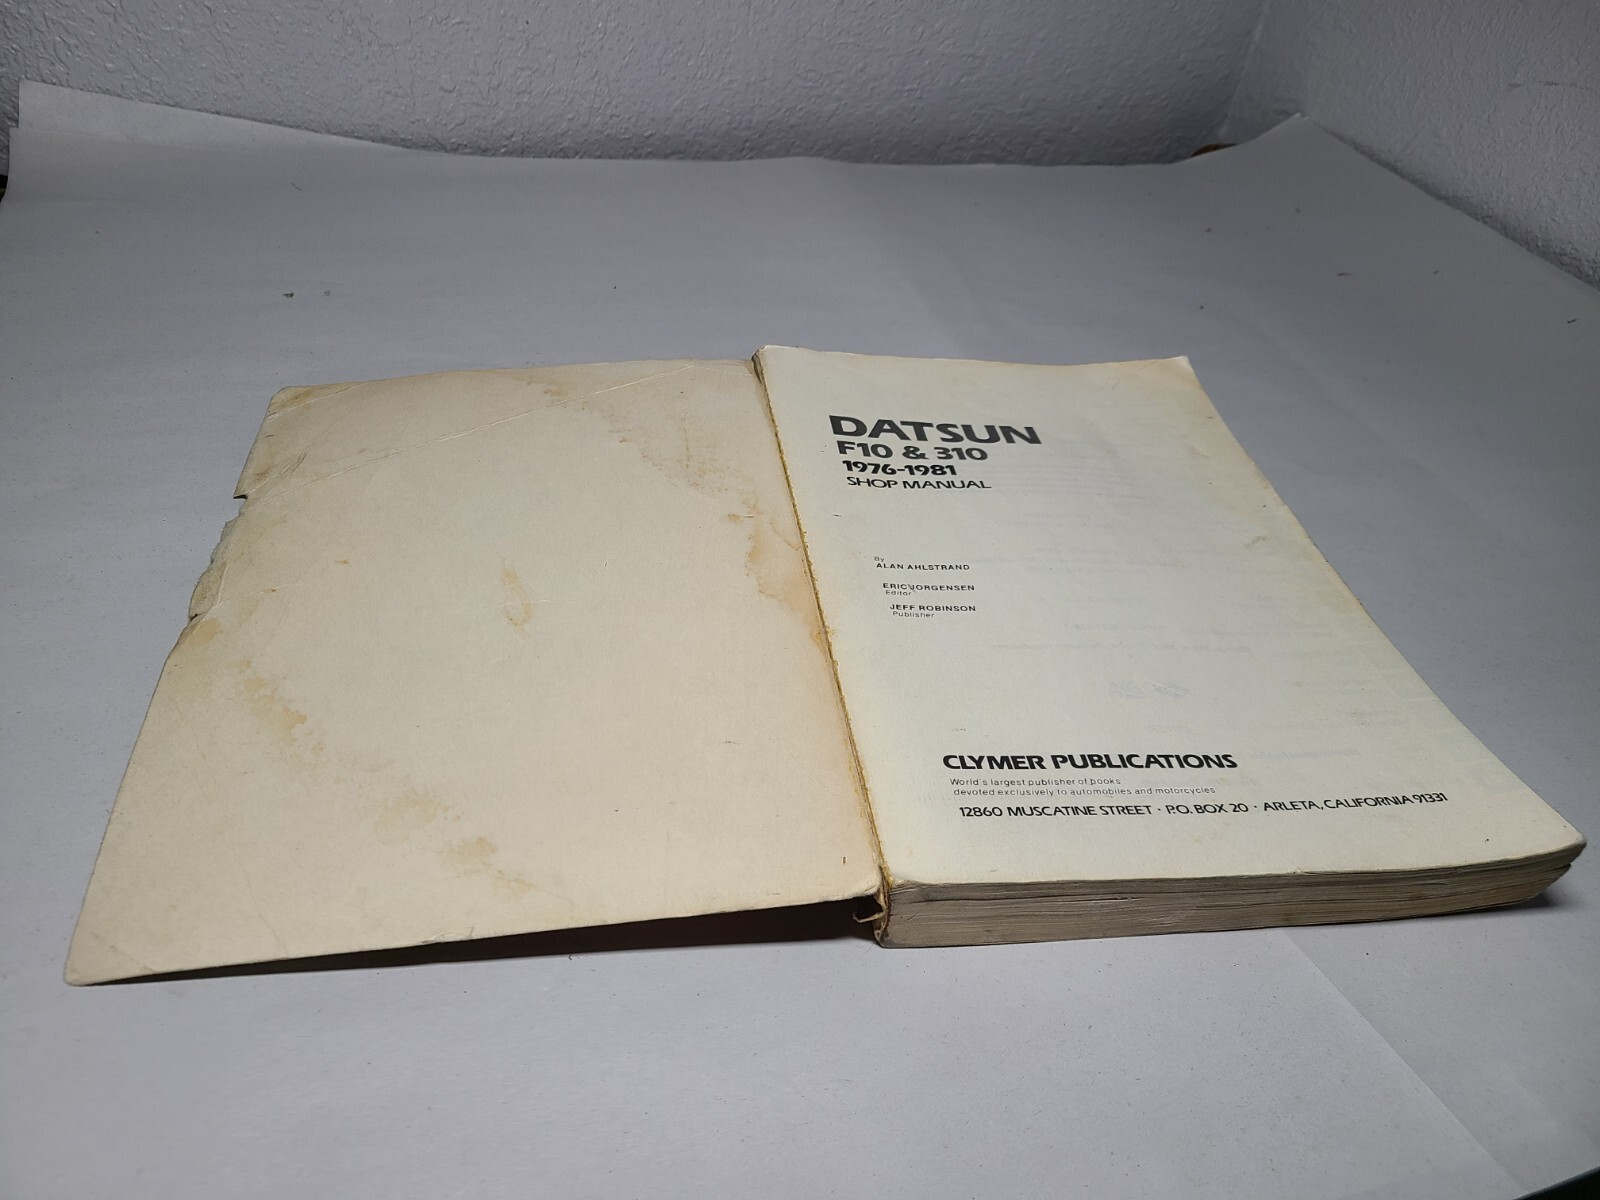 DATSUN
F10 & 310
1976-1981
SHOP MANUAL
By
ALAN AHLSTRAND
ERIC JORGENSEN
Editor
JEFF ROBINSON
Publisher
CLYMER PUBLICATIONS
World's largest publisher of books
devoted exclusively to automobiles and motorcycles
12860 MUSCATINE STREET · P.O. BOX 20 · ARLETA, CALIFORNIA 91331